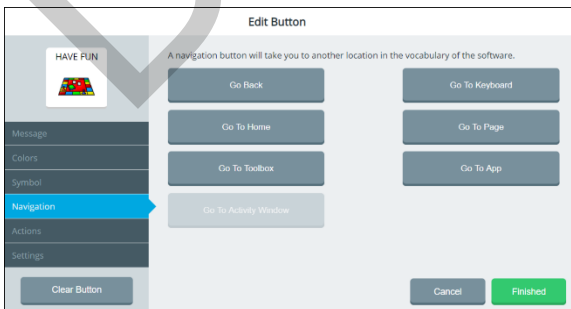 Edit Button
HAVE FUN
A navigation button will take you to another location in the vocabulary of the software.
Go Back
Go To Keyboard
Go To Home
Go To Page
Go To Toolbox
Go To App
Go To Activity Window
Message
Colors
Symbol
Navigation
Actions
Settings
Clear Button
Cancel
Finished